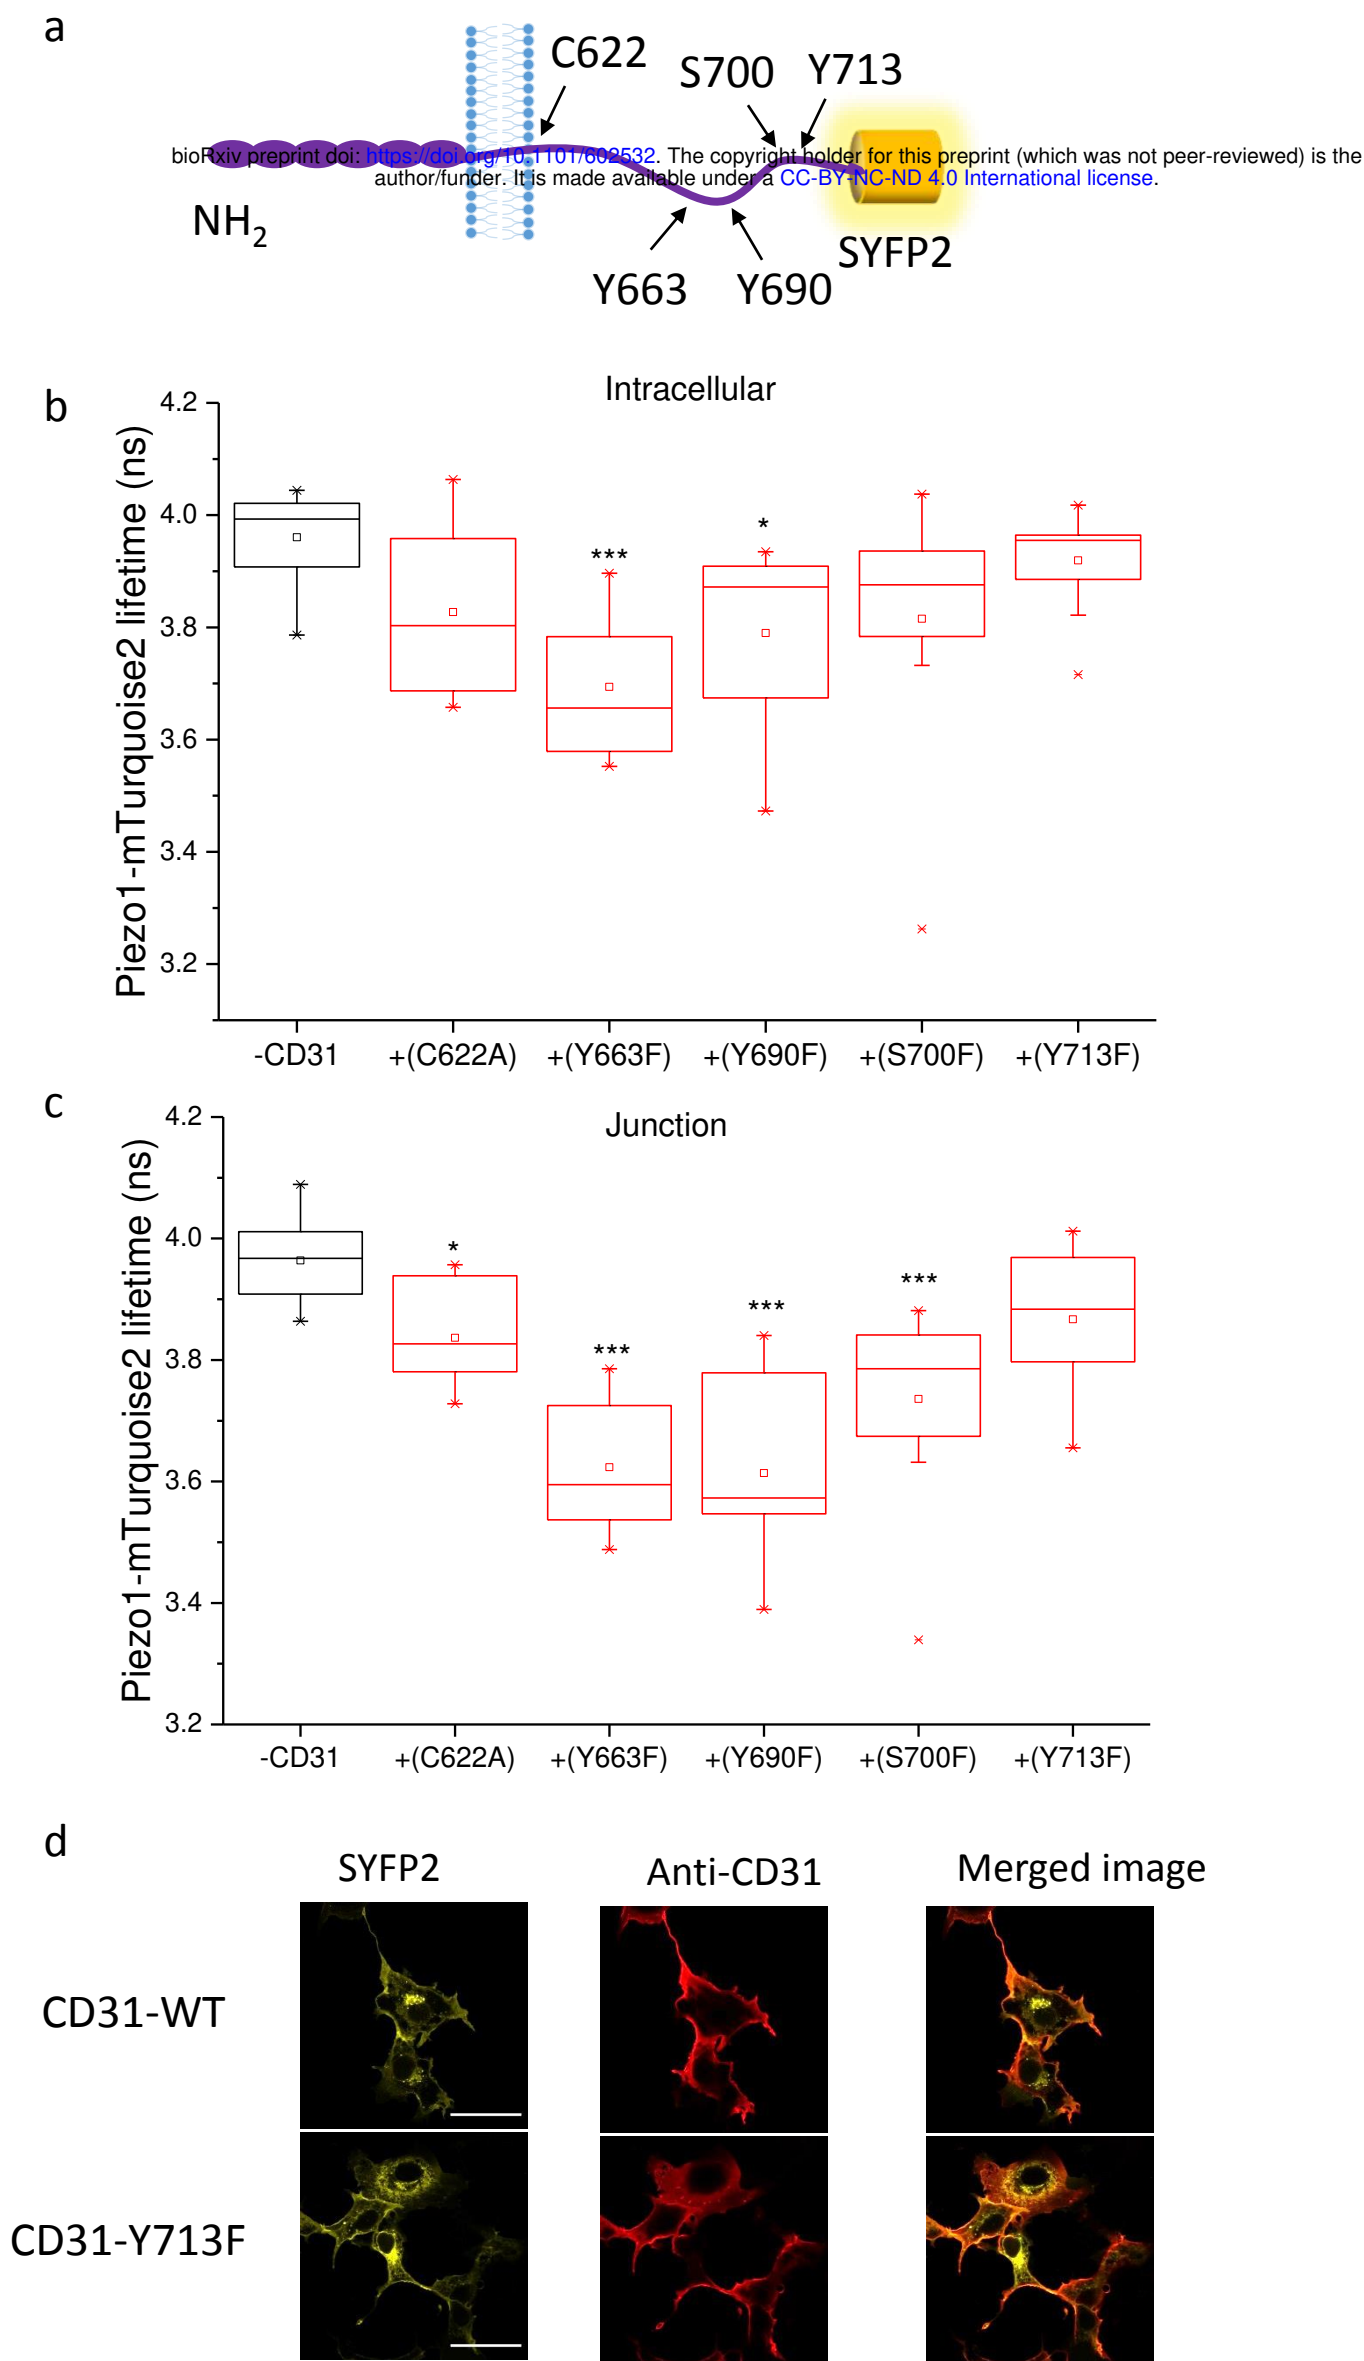 a
C622
S700 Y713
bioRxiv preprint doi: https://doi.org/10.1101/602532. The copyright holder for this preprint (which was not peer-reviewed) is the
author/funder. It is made available under a CC-BY-NC-ND 4.0 International license.
NH2
SYFP2
Y663 Y690
b
Intracellular
Piezo1-mTurquoise2 lifetime (ns)
4.2
4.0
3.8
3.6
3.4
3.2
***
*
-CD31 +(C622A) +(Y663F) +(Y690F) +(S700F) +(Y713F)
c
Junction
Piezo1-mTurquoise2 lifetime (ns)
4.2
4.0
3.8
3.6
3.4
3.2
*
***
***
***
-CD31 +(C622A) +(Y663F) +(Y690F) +(S700F) +(Y713F)
d
SYFP2 Anti-CD31 Merged image
CD31-WT
CD31-Y713F